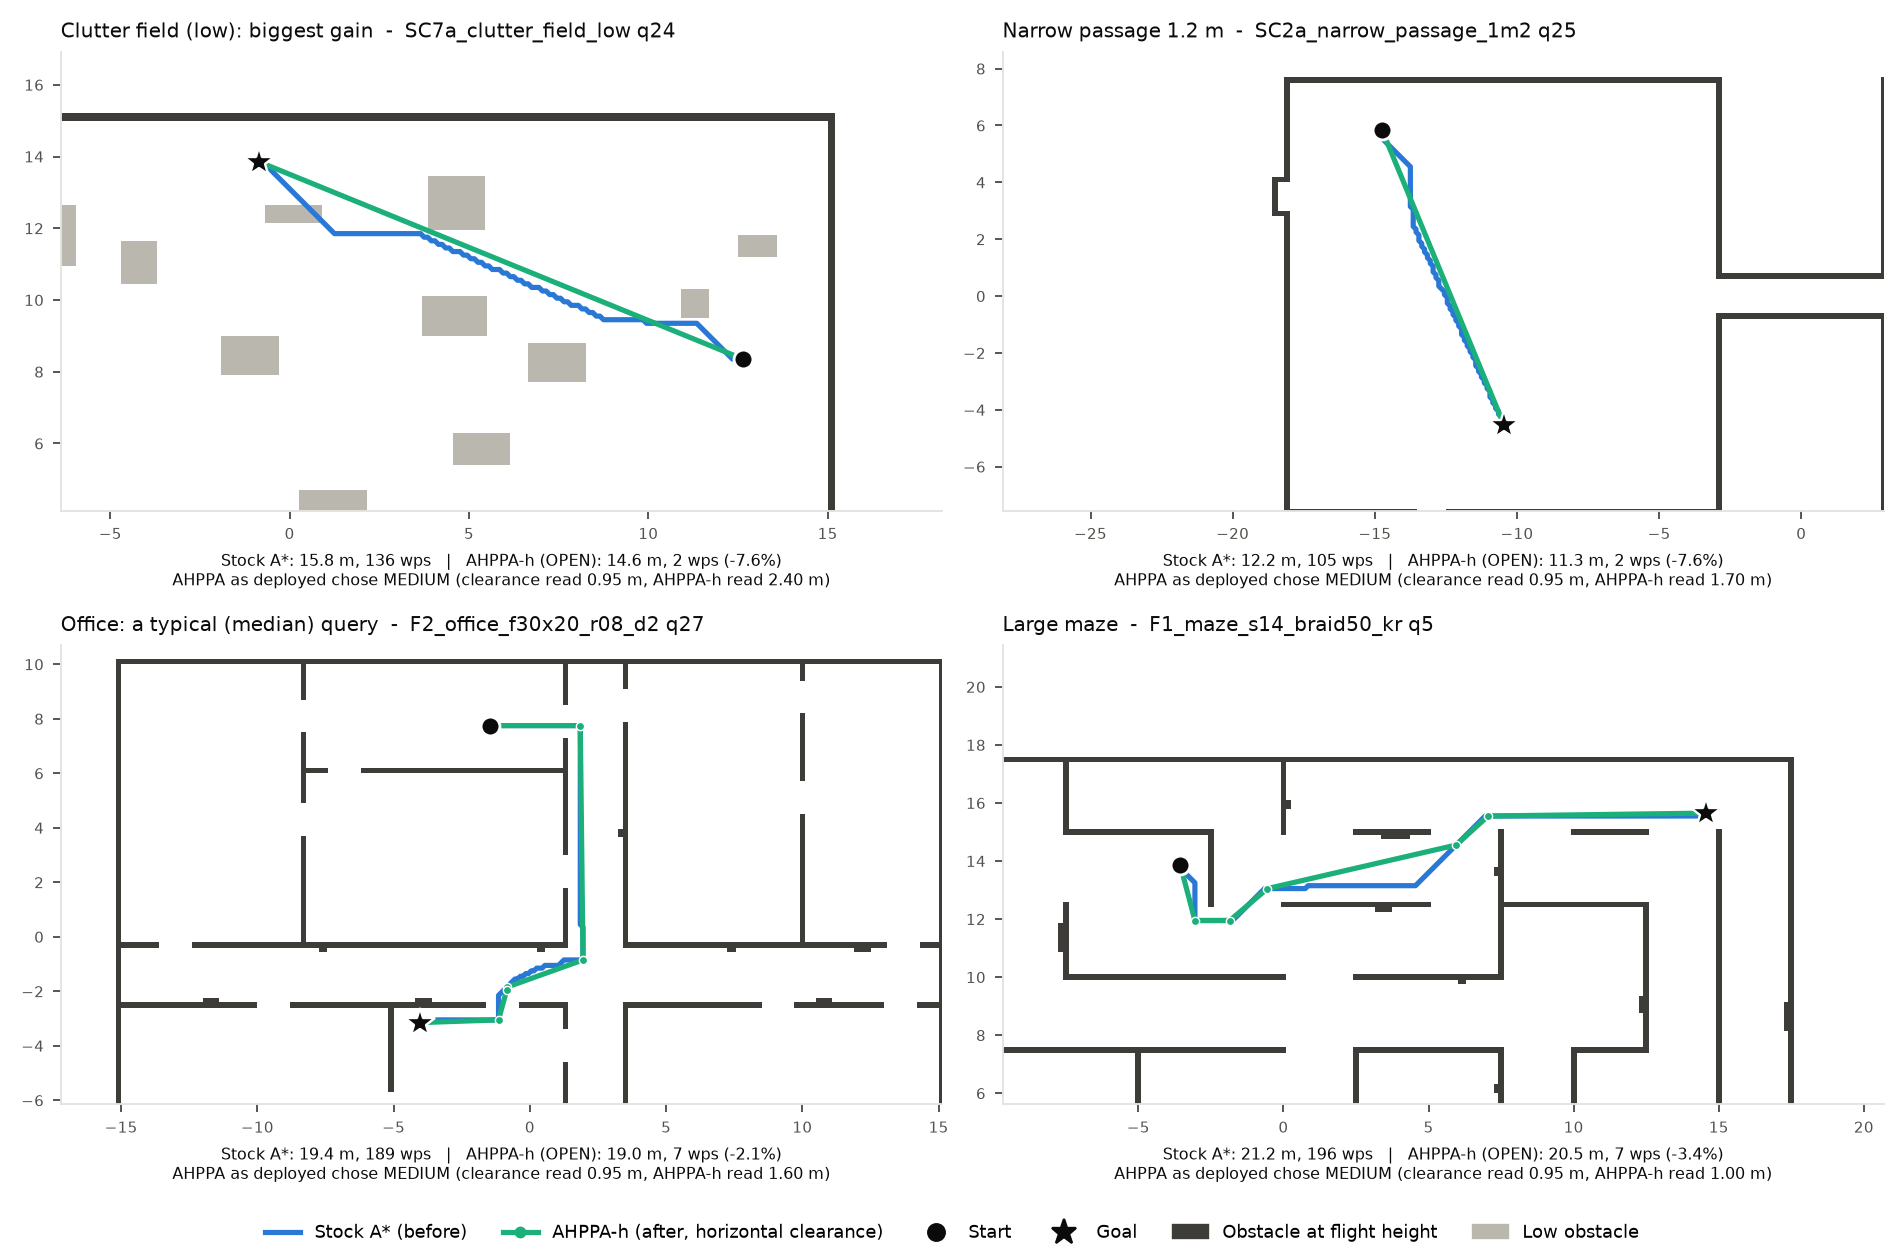 Clutter field (low): biggest gain - SC7a_clutter_field_low q24
16
14
12
10
8
6
−5 0 5 10 15
Stock A*: 15.8 m, 136 wps | AHPPA-h (OPEN): 14.6 m, 2 wps (-7.6%)
AHPPA as deployed chose MEDIUM (clearance read 0.95 m, AHPPA-h read 2.40 m)
Narrow passage 1.2 m - SC2a_narrow_passage_1m2 q25
8
6
4
2
0
−2
−4
−6
−25 −20 −15 −10 −5 0
Stock A*: 12.2 m, 105 wps | AHPPA-h (OPEN): 11.3 m, 2 wps (-7.6%)
AHPPA as deployed chose MEDIUM (clearance read 0.95 m, AHPPA-h read 1.70 m)
Office: a typical (median) query - F2_office_f30x20_r08_d2 q27
10
8
6
4
2
0
−2
−4
−6
−15 −10 −5 0 5 10 15
Stock A*: 19.4 m, 189 wps | AHPPA-h (OPEN): 19.0 m, 7 wps (-2.1%)
AHPPA as deployed chose MEDIUM (clearance read 0.95 m, AHPPA-h read 1.60 m)
Large maze - F1_maze_s14_braid50_kr q5
20
18
16
14
12
10
8
6
−5 0 5 10 15 20
Stock A*: 21.2 m, 196 wps | AHPPA-h (OPEN): 20.5 m, 7 wps (-3.4%)
AHPPA as deployed chose MEDIUM (clearance read 0.95 m, AHPPA-h read 1.00 m)
Stock A* (before) AHPPA-h (after, horizontal clearance) Start Goal Obstacle at flight height Low obstacle